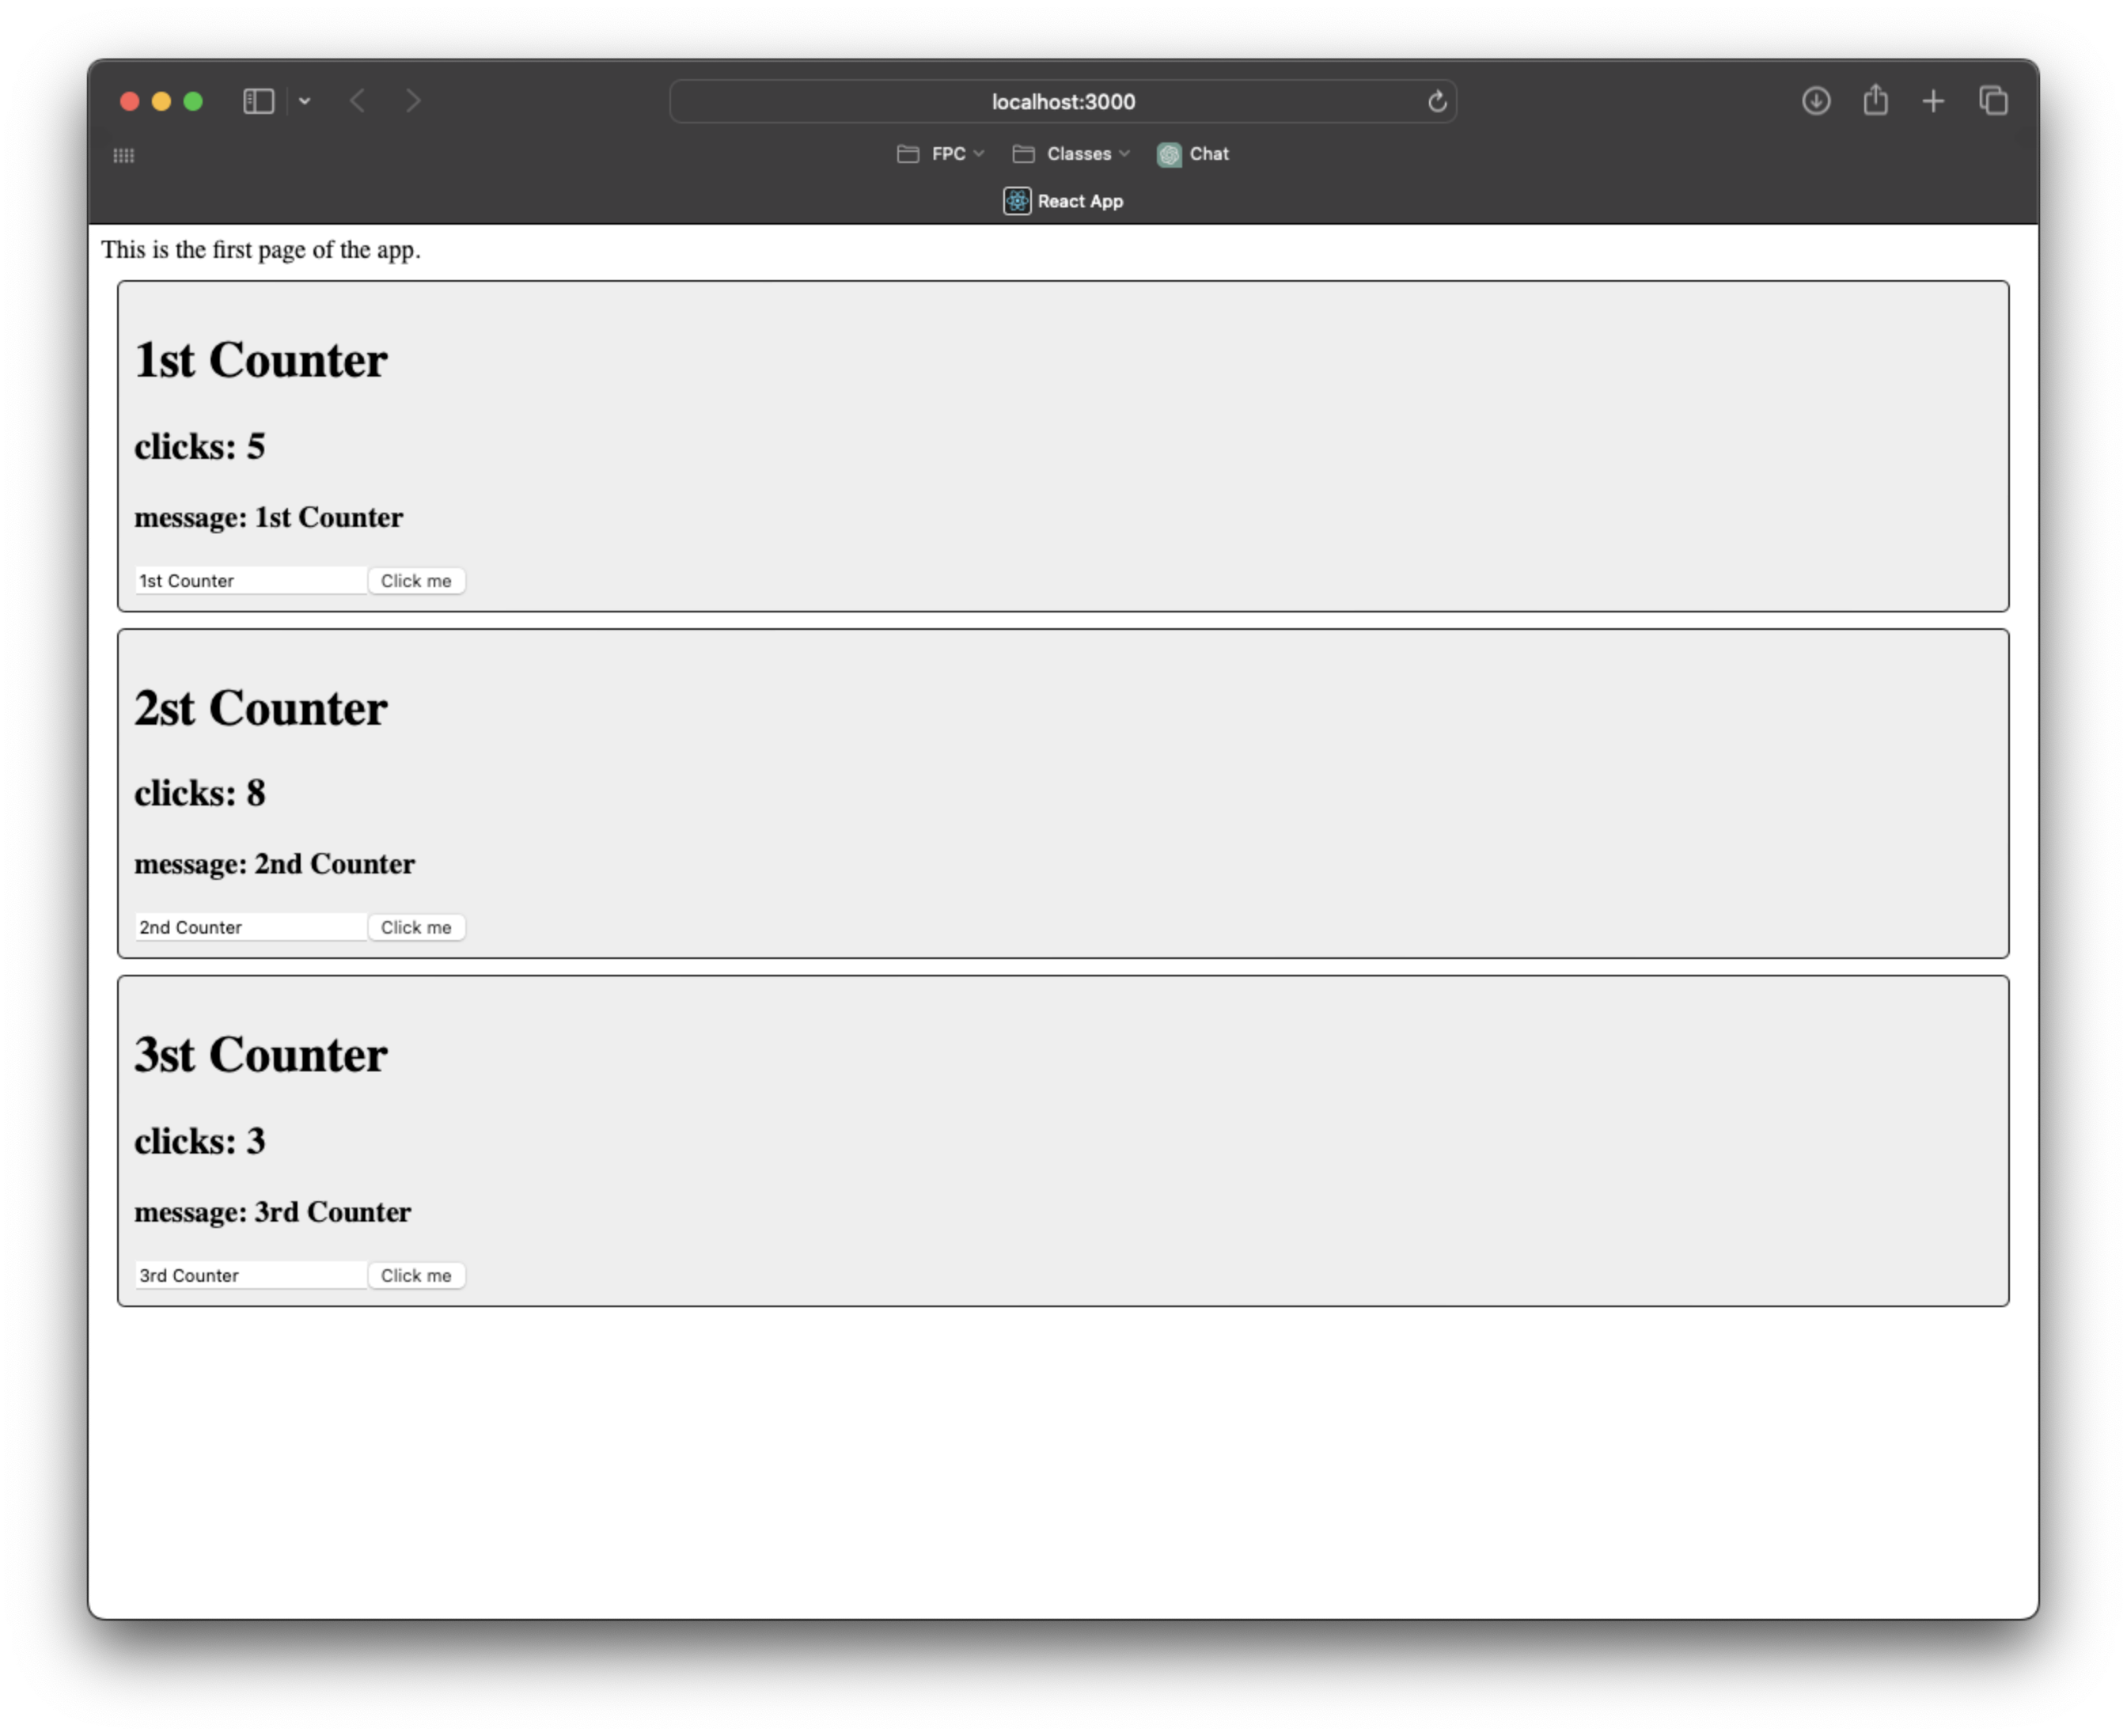 localhost:3000
FPC Classes Chat
React App
This is the first page of the app.
1st Counter
clicks: 5
message: 1st Counter
1st Counter Click me
2st Counter
clicks: 8
message: 2nd Counter
2nd Counter Click me
3st Counter
clicks: 3
message: 3rd Counter
3rd Counter Click me